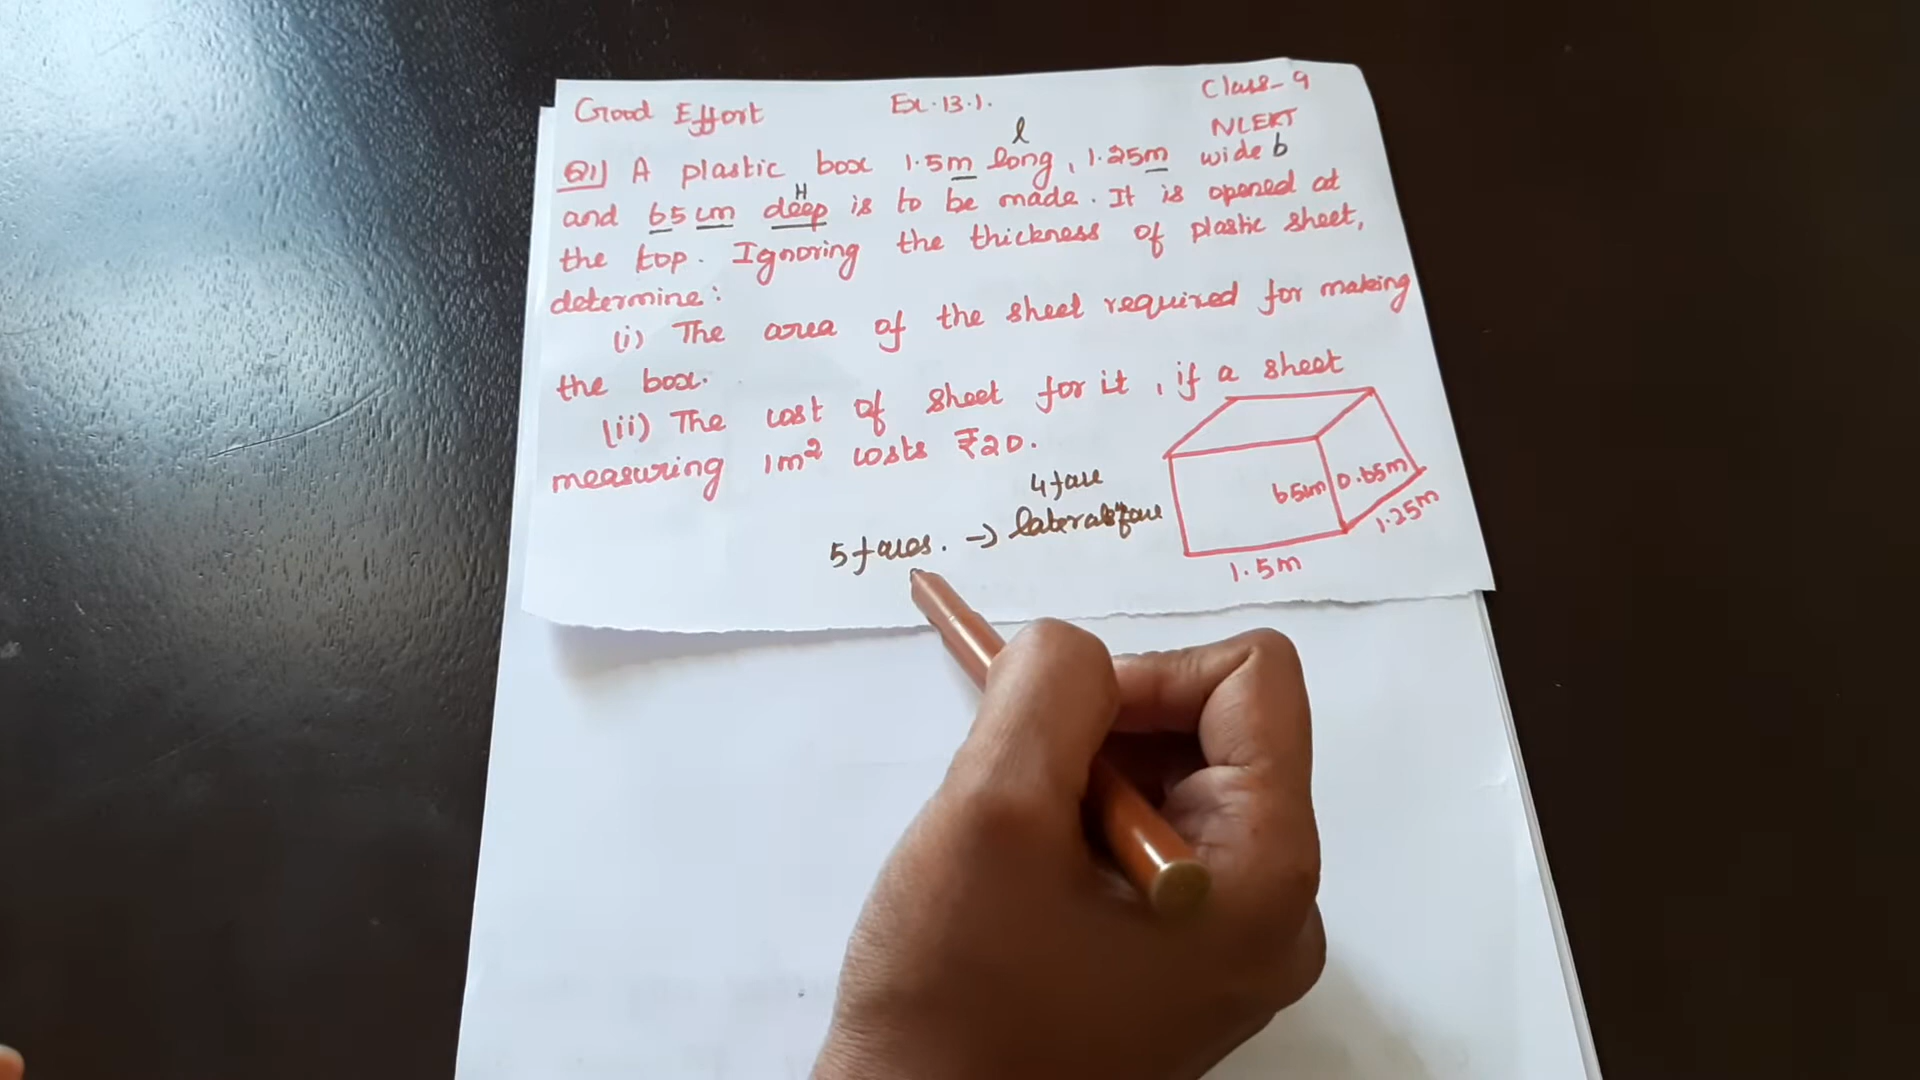 Good Effort Ex.13.1. Class-9
NCERT
l
Q1) A plastic box 1.5m long, 1.25m wide b
H
and 65cm deep is to be made. It is opened at
the top. Ignoring the thickness of plastic sheet,
determine:
(i) The area of the sheet required for making
the box.
(ii) The cost of sheet for it, if a sheet
measuring 1m² costs ₹20.
4 face
5 faces. → lateral face
65cm 0.65m
1.25m
1.5m